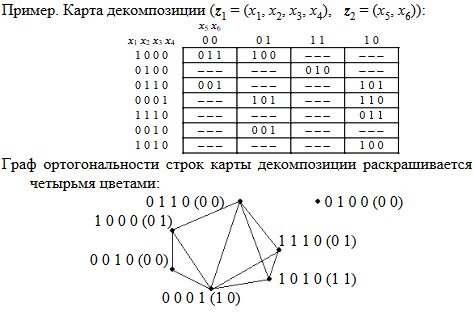 Пример. Карта декомпозиции (z1 = (x1, x2, x3, x4), z2 = (x5, x6)):
x5 x6
x1 x2 x3 x4 0 0 0 1 1 1 1 0
1 0 0 0 0 1 1 1 0 0 – – – – – –
0 1 0 0 – – – – – – 0 1 0 – – –
0 1 1 0 0 0 1 – – – – – – 1 0 1
0 0 0 1 – – – 1 0 1 – – – 1 1 0
1 1 1 0 – – – – – – – – – 0 1 1
0 0 1 0 – – – 0 0 1 – – – – – –
1 0 1 0 – – – – – – – – – 1 0 0
Граф ортогональности строк карты декомпозиции раскрашивается
четырьмя цветами:
0 1 1 0 (0 0) 0 1 0 0 (0 0)
1 0 0 0 (0 1)
1 1 1 0 (0 1)
0 0 1 0 (0 0)
1 0 1 0 (1 1)
0 0 0 1 (1 0)